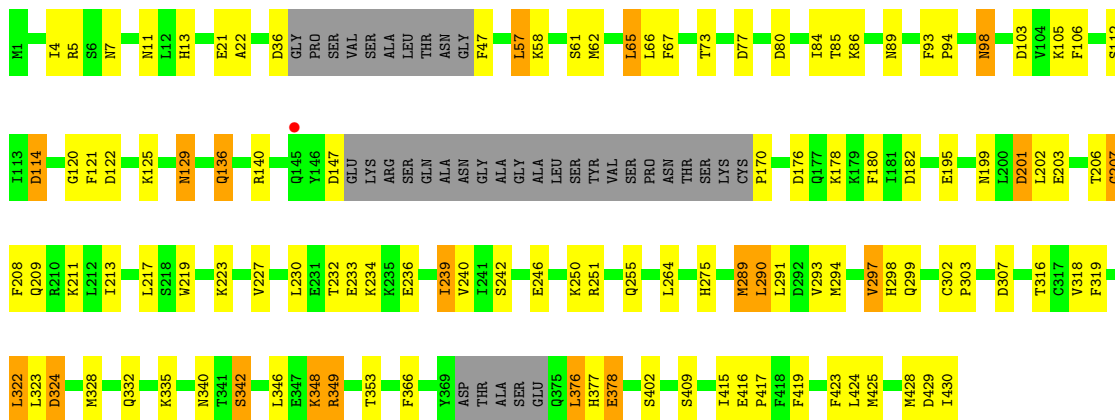 M1 I4 R5 S6 N7 N11 L12 H13 E21 A22 D36 GLY PRO SER VAL SER ALA LEU THR ASN GLY F47 L57 K58 S61 M62 L65 L66 F67 T73 D77 D80 I84 T85 K86 N89 F93 P94 N98 D103 V104 K105 F106 S112
I113 D114 G120 F121 D122 K125 N129 Q136 R140 Q145 Y146 D147 GLU LYS ARG SER GLN ALA ASN GLY ALA GLY ALA LEU SER TYR VAL SER PRO ASN THR SER LYS CYS P170 D176 Q177 K178 K179 F180 I181 D182 E195 N199 L200 D201 L202 E203 T206 C207
F208 Q209 R210 K211 L212 I213 L217 S218 W219 K223 V227 L230 E231 T232 E233 K234 K235 E236 I239 V240 I241 S242 E246 K250 R251 Q255 L264 H275 M289 L290 L291 D292 V293 M294 V297 H298 Q299 C302 P303 D307 T316 C317 V318 F319
L322 L323 D324 M328 Q332 K335 N340 T341 S342 L346 E347 K348 R349 T353 F366 Y369 ASP THR ALA SER GLU Q375 L376 H377 E378 S402 S409 I415 E416 P417 F418 F419 F423 L424 M425 M428 D429 I430